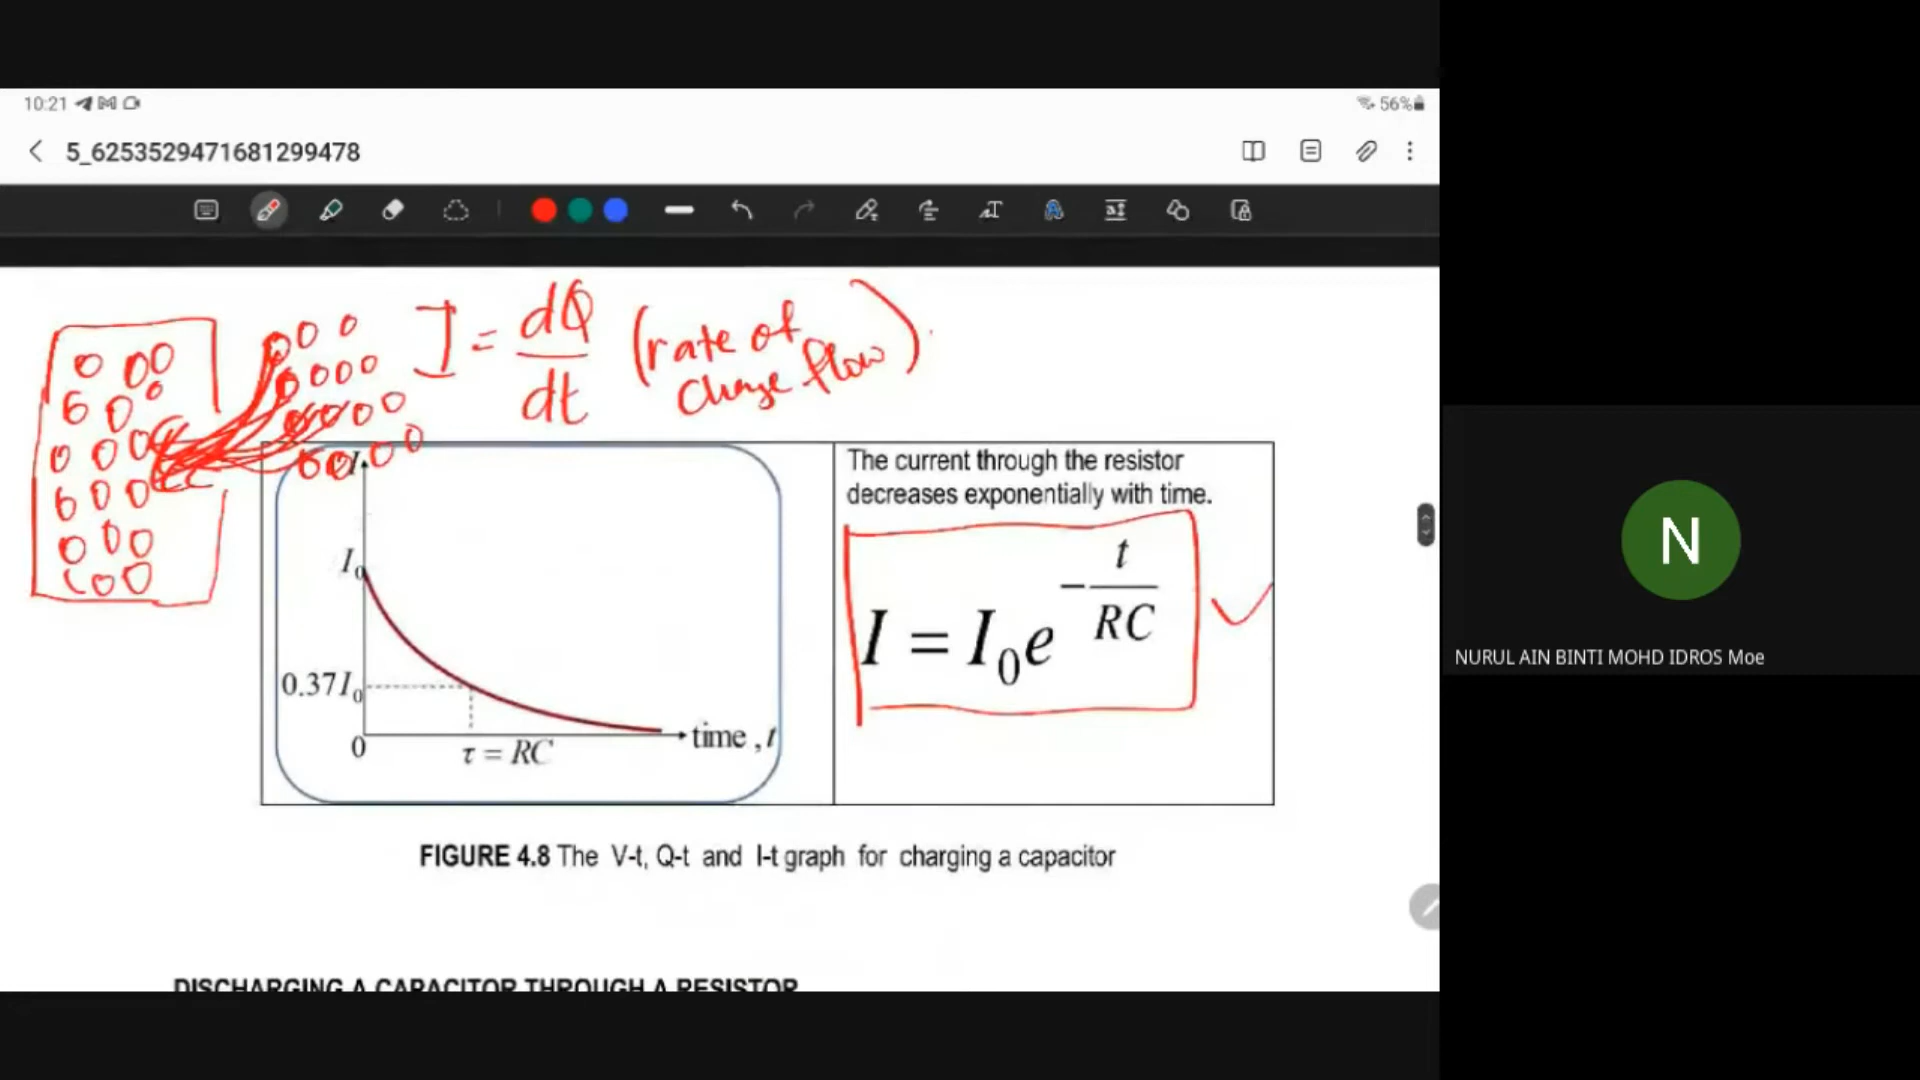 10:21
56%
5_6253529471681299478
I = dQ/dt (rate of charge flow)
I
I₀
0.37I₀
0
τ = RC
time , t
The current through the resistor
decreases exponentially with time.
I = I₀e^(-t/RC)
FIGURE 4.8 The V-t, Q-t and I-t graph for charging a capacitor
DISCHARGING A CAPACITOR THROUGH A RESISTOR
N
NURUL AIN BINTI MOHD IDROS Moe